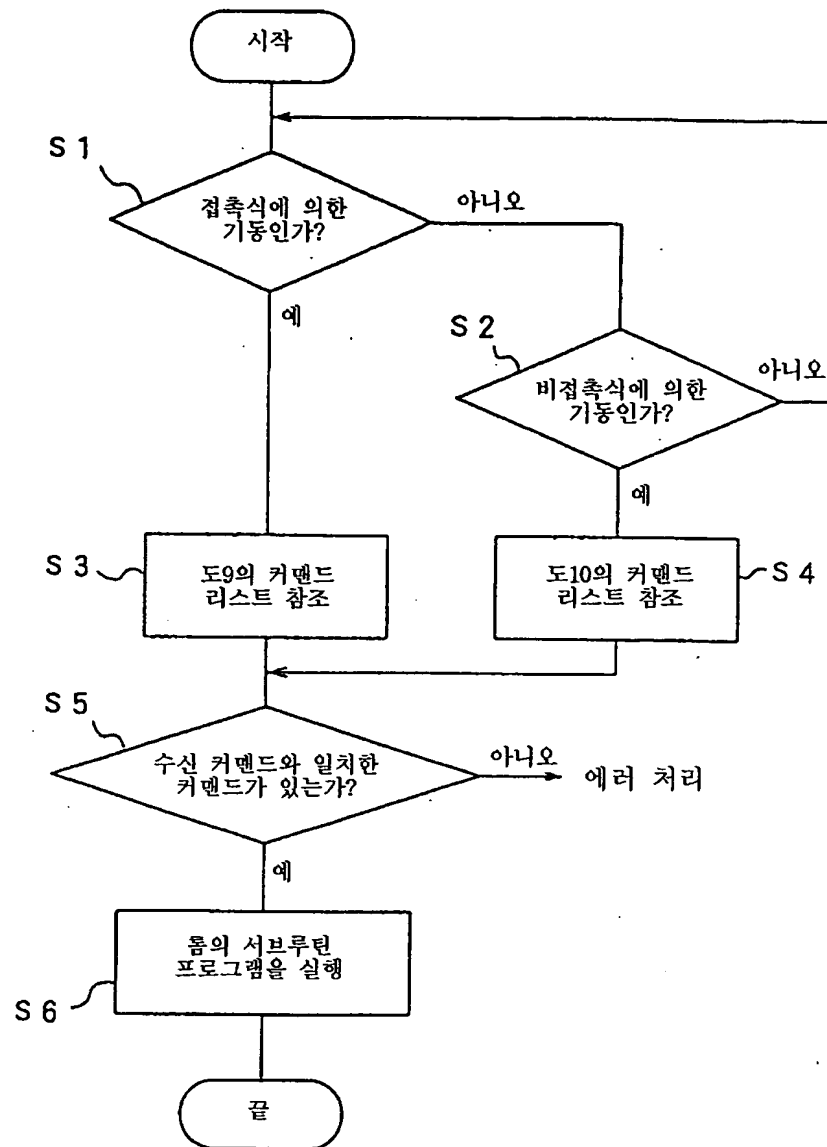 시작
S 1
접촉식에 의한
기동인가?
아니오
예
S 2
비접촉식에 의한
기동인가?
아니오
예
S 3
도9의 커맨드
리스트 참조
도10의 커맨드
리스트 참조
S 4
S 5
수신 커맨드와 일치한
커맨드가 있는가?
아니오
에러 처리
예
롬의 서브루틴
프로그램을 실행
S 6
끝